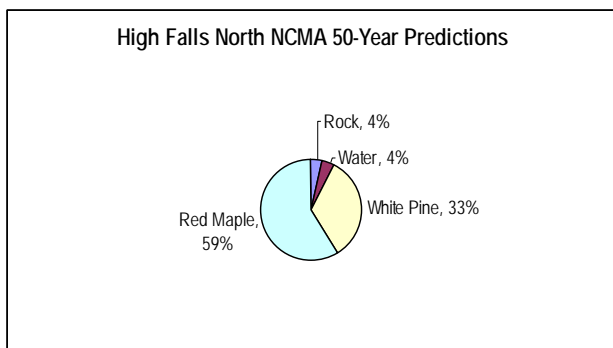 High Falls North NCMA 50-Year Predictions
Rock, 4%
Water, 4%
White Pine, 33%
Red Maple,
59%